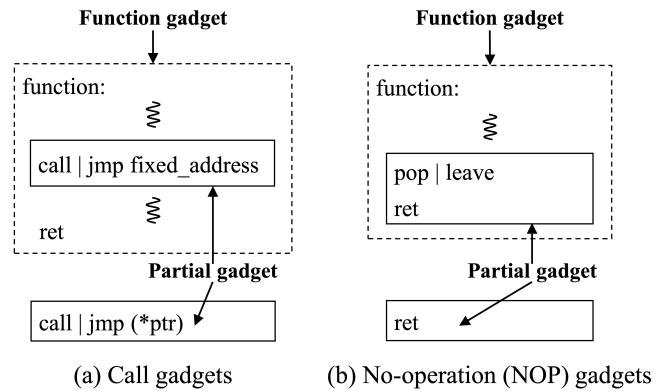 Function gadget
function:
call | jmp fixed_address
ret
Partial gadget
call | jmp (*ptr)
(a) Call gadgets
Function gadget
function:
pop | leave
ret
Partial gadget
ret
(b) No-operation (NOP) gadgets